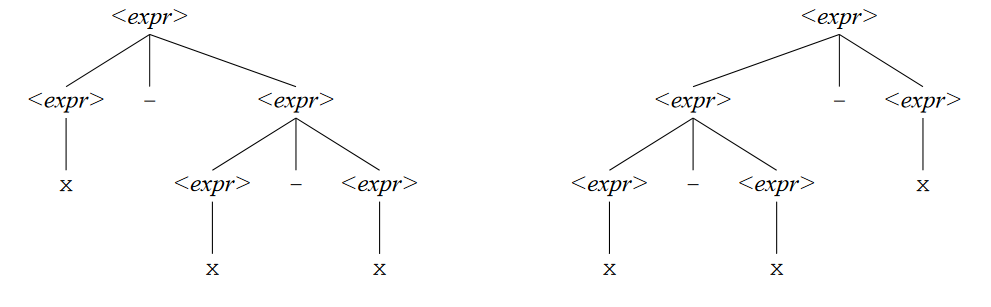 <expr> <expr>
<expr> – <expr> <expr> – <expr>
x <expr> – <expr> <expr> – <expr> x
x x x x